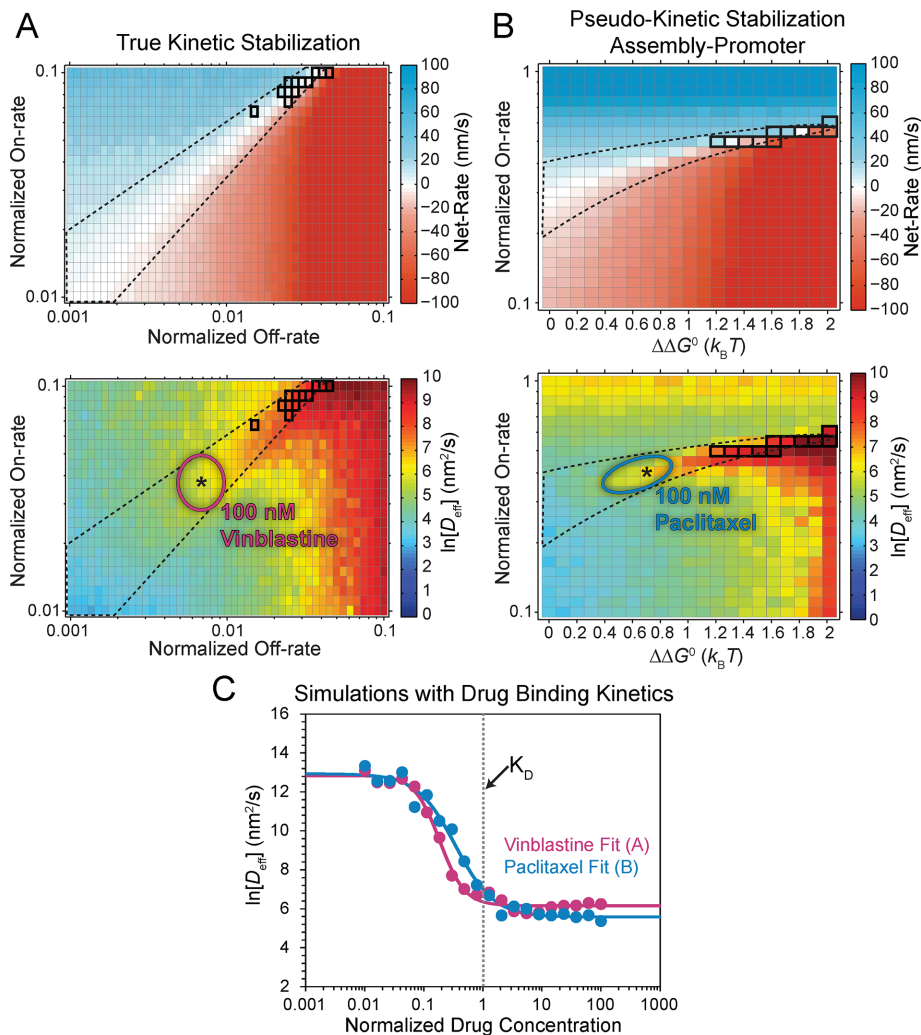 A
True Kinetic Stabilization
Normalized On-rate
0.1
0.01
0.001
0.01
0.1
Normalized Off-rate
100
80
60
40
20
0
−20
−40
−60
−80
−100
Net-Rate (nm/s)
B
Pseudo-Kinetic Stabilization
Assembly-Promoter
Normalized On-rate
1
0.1
0 0.2 0.4 0.6 0.8 1 1.2 1.4 1.6 1.8 2
ΔΔG⁰ (k_BT)
100
80
60
40
20
0
−20
−40
−60
−80
−100
Net-Rate (nm/s)
Normalized On-rate
0.1
0.01
*
100 nM
Vinblastine
0.001
0.01
0.1
Normalized Off-rate
10
9
8
7
6
5
4
3
2
1
0
ln[D_eff] (nm²/s)
Normalized On-rate
1
0.1
*
100 nM
Paclitaxel
0 0.2 0.4 0.6 0.8 1 1.2 1.4 1.6 1.8 2
ΔΔG⁰ (k_BT)
10
9
8
7
6
5
4
3
2
1
0
ln[D_eff] (nm²/s)
C
Simulations with Drug Binding Kinetics
ln[D_eff] (nm²/s)
16
14
12
10
8
6
4
2
K_D
Vinblastine Fit (A)
Paclitaxel Fit (B)
0.001 0.01 0.1 1 10 100 1000
Normalized Drug Concentration